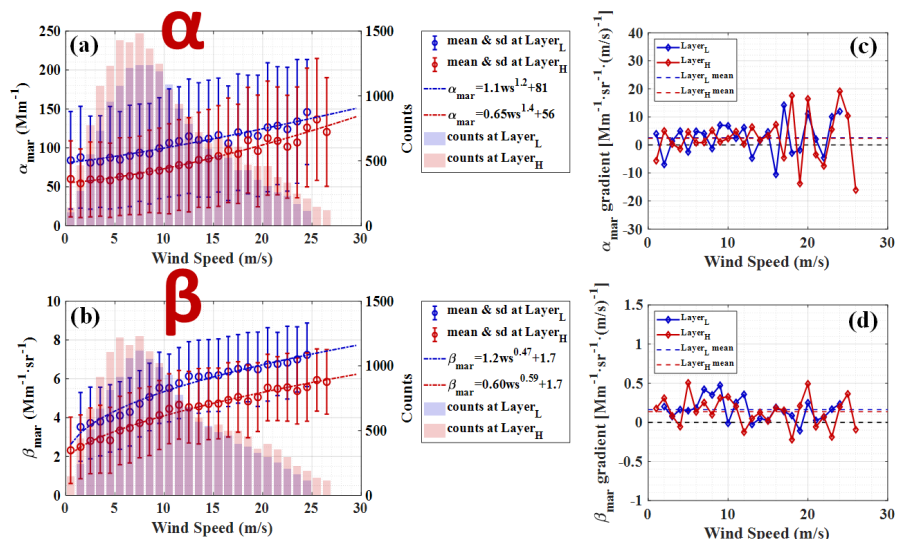 α
(a)
α_mar (Mm⁻¹)
250
200
150
100
50
0
0 5 10 15 20 25 30
Wind Speed (m/s)
1500
1000
500
0
Counts
mean & sd at Layer_L
mean & sd at Layer_H
α_mar=1.1ws^1.2+81
α_mar=0.65ws^1.4+56
counts at Layer_L
counts at Layer_H
(c)
α_mar gradient [Mm⁻¹·sr⁻¹·(m/s)⁻¹]
40
30
20
10
0
-10
-20
-30
0 10 20 30
Wind Speed (m/s)
Layer_L
Layer_H
Layer_L mean
Layer_H mean
β
(b)
β_mar (Mm⁻¹·sr⁻¹)
10
8
6
4
2
0
0 5 10 15 20 25 30
Wind Speed (m/s)
1500
1000
500
0
Counts
mean & sd at Layer_L
mean & sd at Layer_H
β_mar=1.2ws^0.47+1.7
β_mar=0.60ws^0.59+1.7
counts at Layer_L
counts at Layer_H
(d)
β_mar gradient [Mm⁻¹·sr⁻¹·(m/s)⁻¹]
1.5
1
0.5
0
-0.5
-1
0 10 20 30
Wind Speed (m/s)
Layer_L
Layer_H
Layer_L mean
Layer_H mean